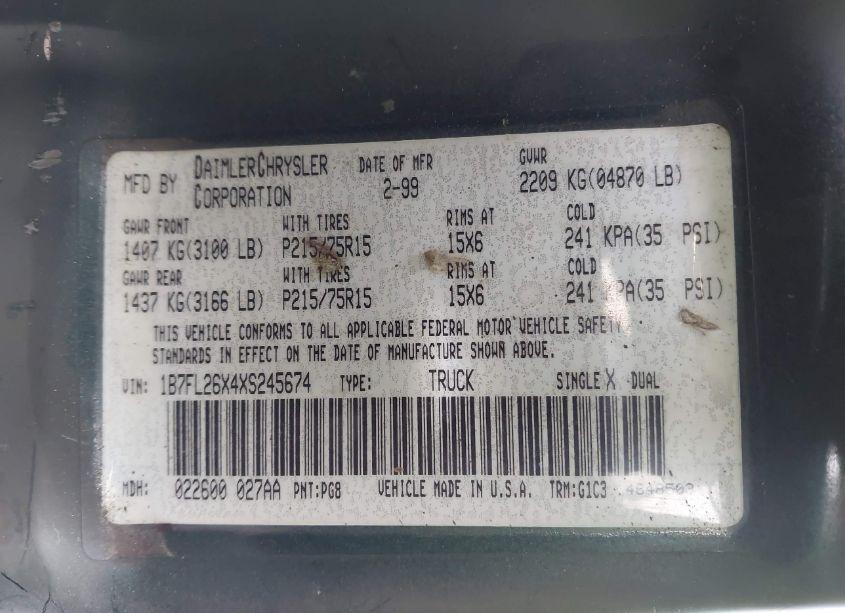 MFD BY DAIMLERCHRYSLER CORPORATION DATE OF MFR 2-99 GVWR 2209 KG(04870 LB)
GAWR FRONT WITH TIRES RIMS AT COLD
1407 KG(3100 LB) P215/75R15 15X6 241 KPA(35 PSI)
GAWR REAR WITH TIRES RIMS AT COLD
1437 KG(3166 LB) P215/75R15 15X6 241 KPA(35 PSI)
THIS VEHICLE CONFORMS TO ALL APPLICABLE FEDERAL MOTOR VEHICLE SAFETY
STANDARDS IN EFFECT ON THE DATE OF MANUFACTURE SHOWN ABOVE.
VIN: 1B7FL26X4XS245674 TYPE: TRUCK SINGLE X DUAL
MDH: 022600 027AA PNT:PG8 VEHICLE MADE IN U.S.A. TRM:G1C3